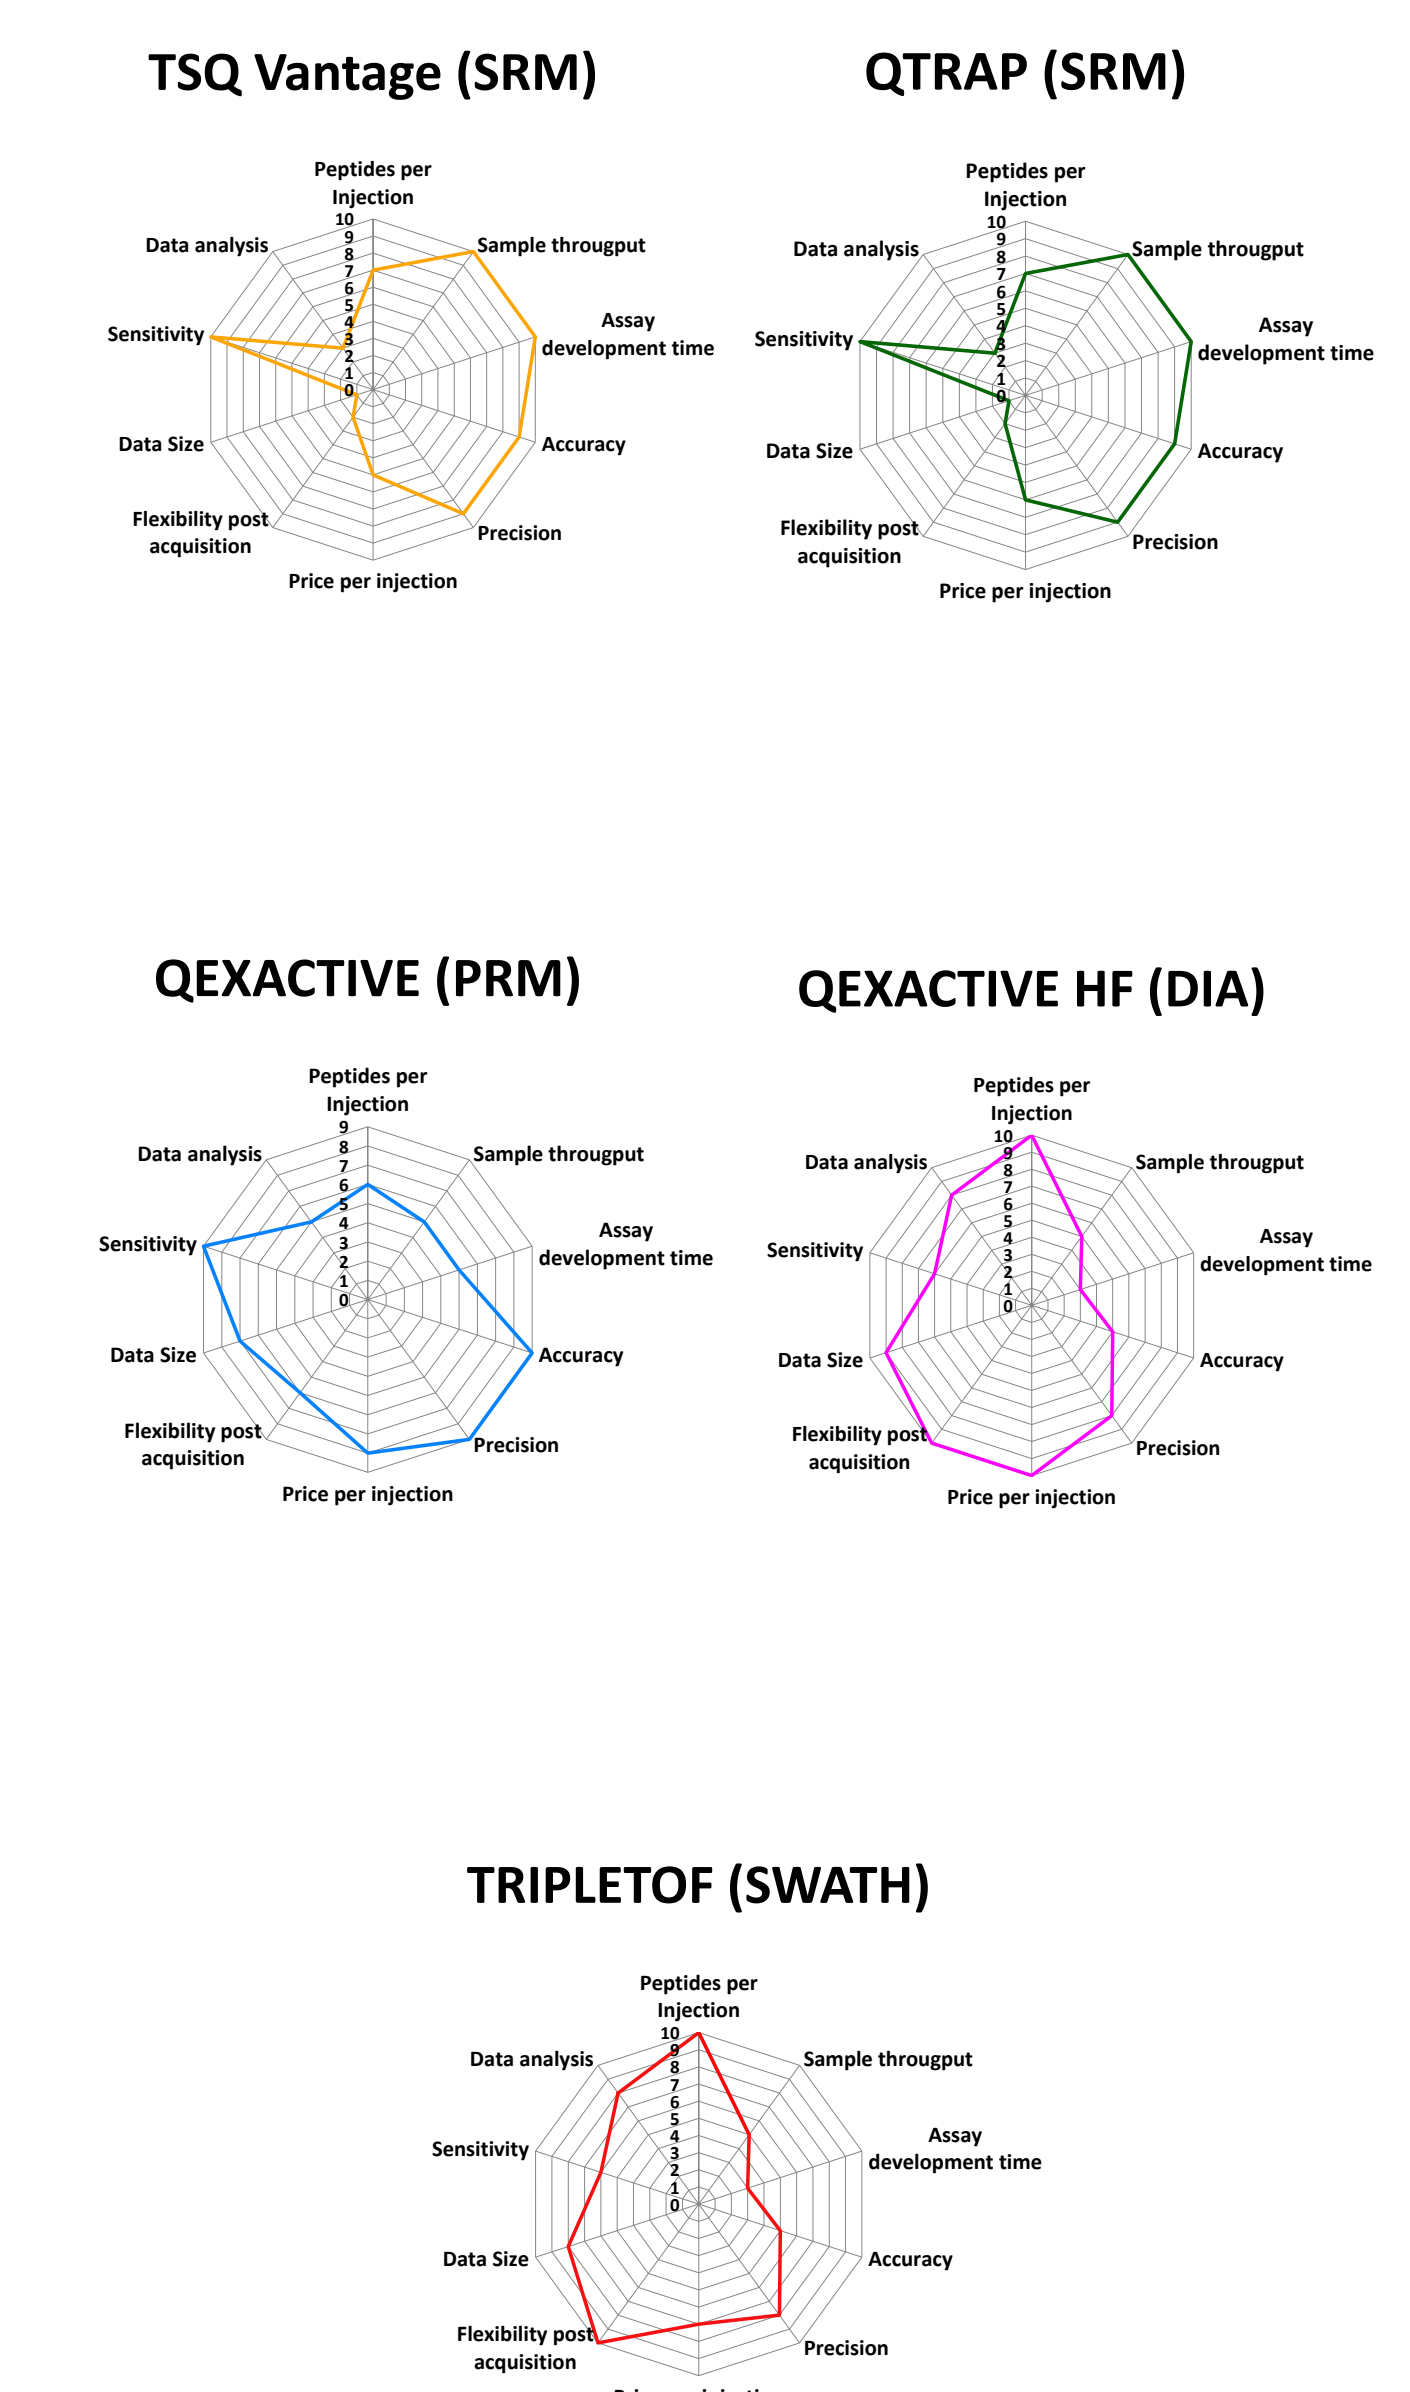 TSQ Vantage (SRM)
Peptides per
Injection
Sample througput
Assay
development time
Accuracy
Precision
Price per injection
Flexibility post
acquisition
Data Size
Sensitivity
Data analysis
10
9
8
7
6
5
4
3
2
1
0
QTRAP (SRM)
Peptides per
Injection
Sample througput
Assay
development time
Accuracy
Precision
Price per injection
Flexibility post
acquisition
Data Size
Sensitivity
Data analysis
10
9
8
7
6
5
4
3
2
1
0
QEXACTIVE (PRM)
Peptides per
Injection
Sample througput
Assay
development time
Accuracy
Precision
Price per injection
Flexibility post
acquisition
Data Size
Sensitivity
Data analysis
9
8
7
6
5
4
3
2
1
0
QEXACTIVE HF (DIA)
Peptides per
Injection
Sample througput
Assay
development time
Accuracy
Precision
Price per injection
Flexibility post
acquisition
Data Size
Sensitivity
Data analysis
10
9
8
7
6
5
4
3
2
1
0
TRIPLETOF (SWATH)
Peptides per
Injection
Sample througput
Assay
development time
Accuracy
Precision
Flexibility post
acquisition
Data Size
Sensitivity
Data analysis
10
9
8
7
6
5
4
3
2
1
0